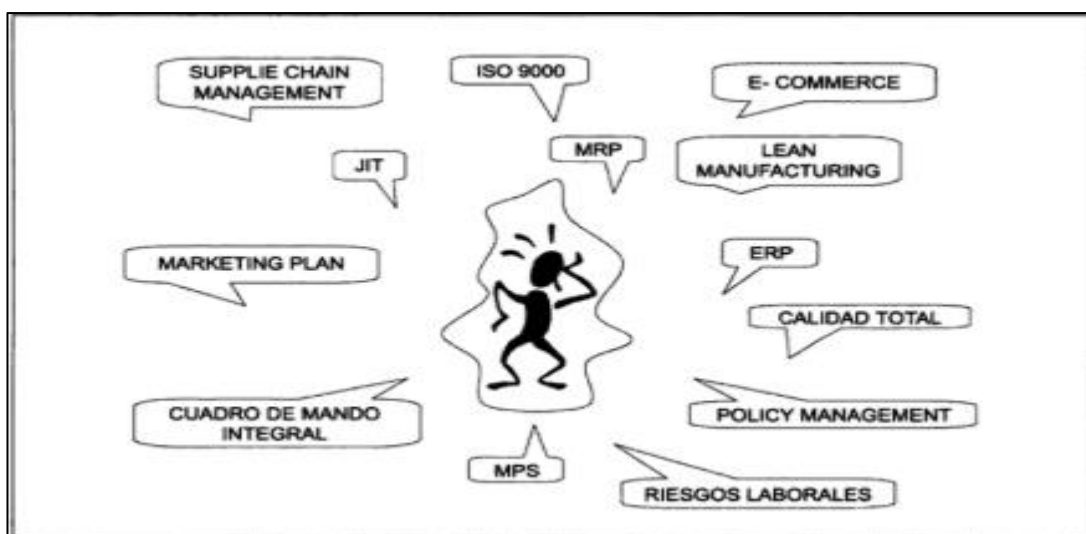 SUPPLIE CHAIN
MANAGEMENT
ISO 9000
E- COMMERCE
JIT
MRP
LEAN
MANUFACTURING
MARKETING PLAN
ERP
CALIDAD TOTAL
CUADRO DE MANDO
INTEGRAL
POLICY MANAGEMENT
MPS
RIESGOS LABORALES